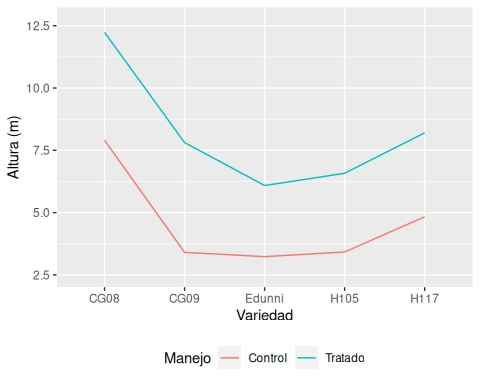 Altura (m)
12.5
10.0
7.5
5.0
2.5
CG08 CG09 Edunni H105 H117
Variedad
Manejo Control Tratado